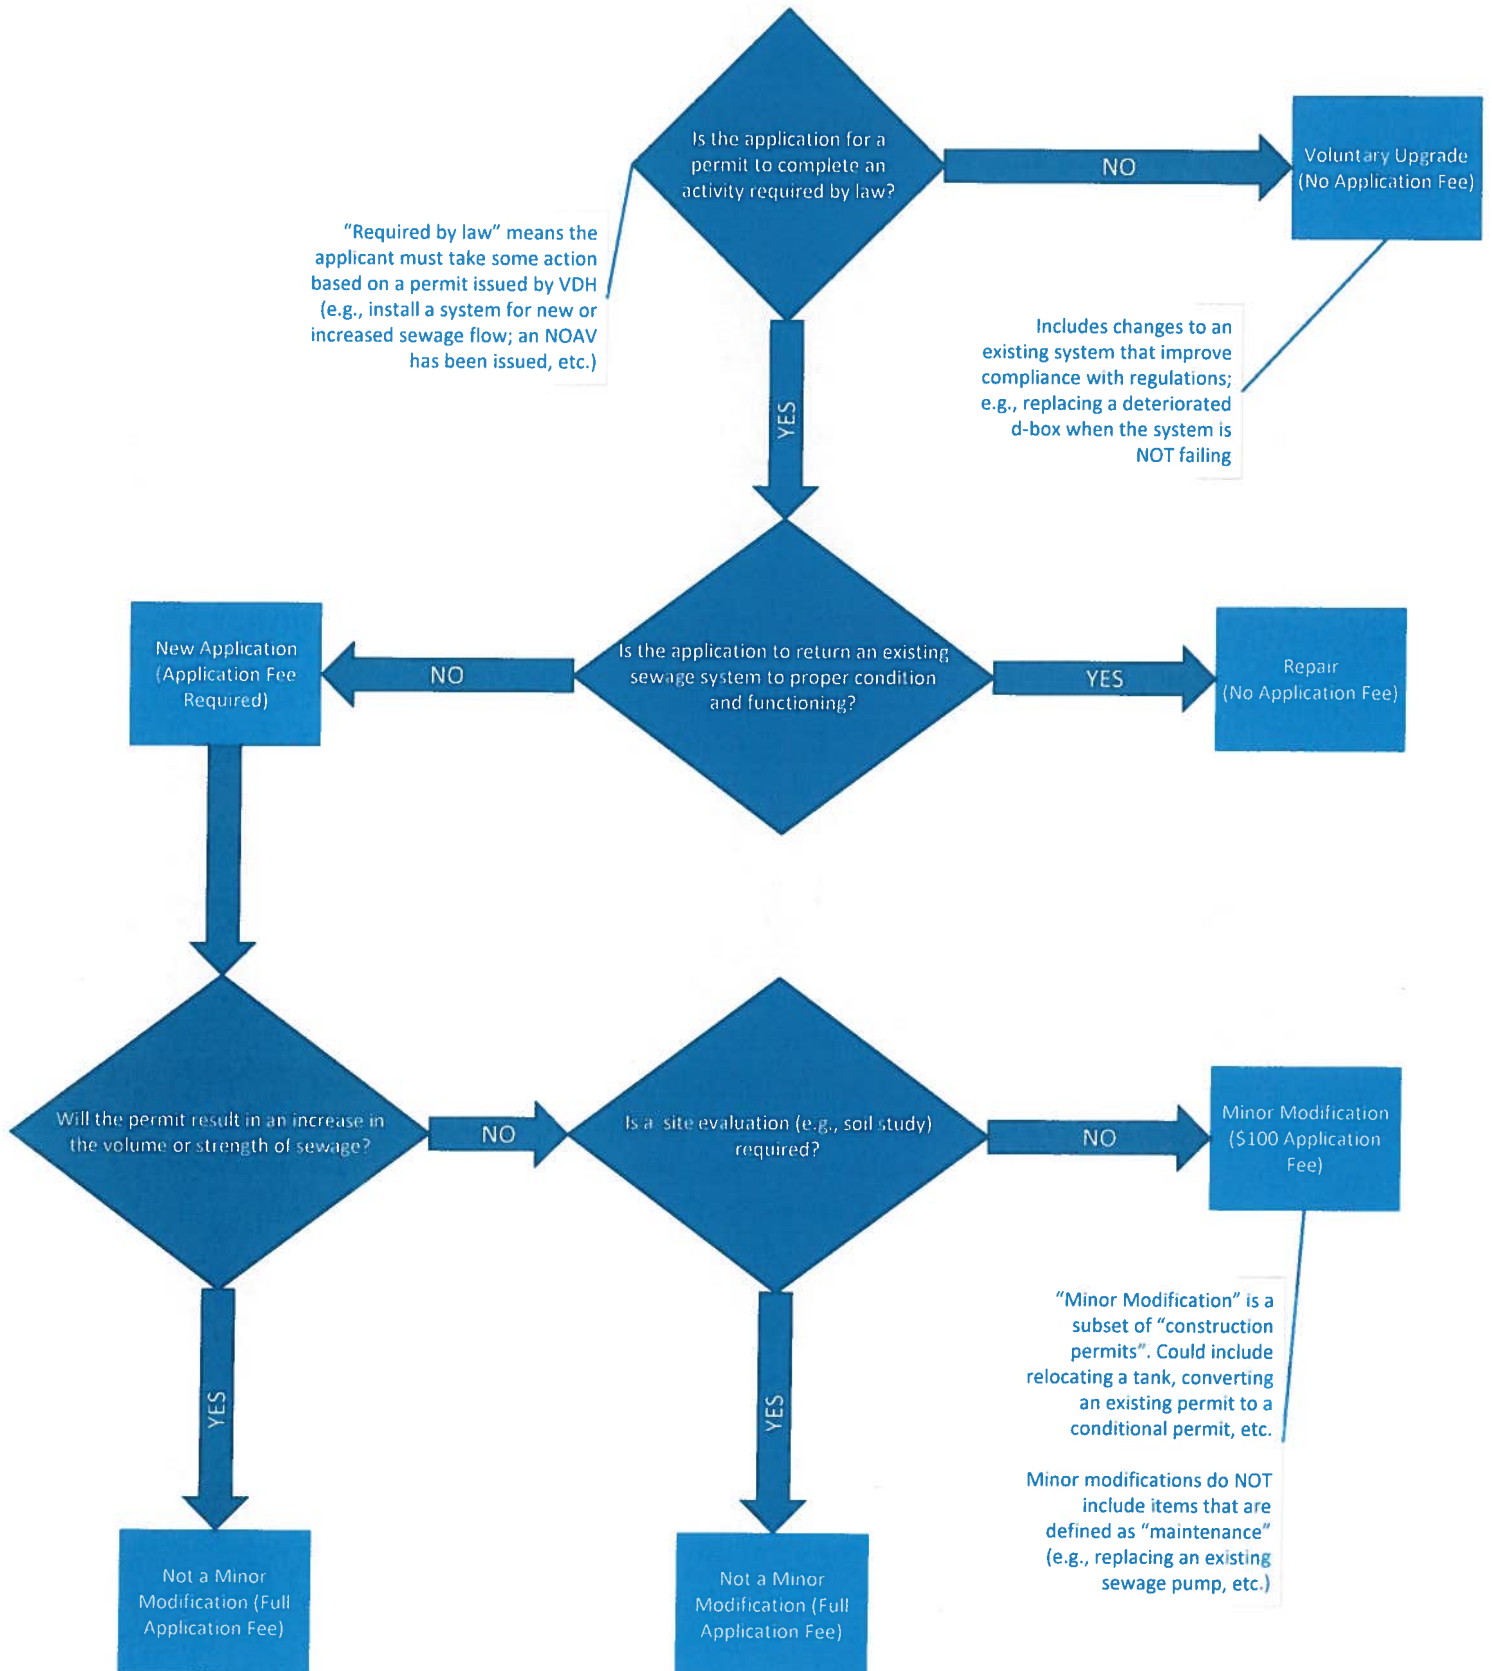 Is the application for a
permit to complete an
activity required by law?
NO
Voluntary Upgrade
(No Application Fee)
"Required by law" means the
applicant must take some action
based on a permit issued by VDH
(e.g., install a system for new or
increased sewage flow; an NOAV
has been issued, etc.)
Includes changes to an
existing system that improve
compliance with regulations;
e.g., replacing a deteriorated
d-box when the system is
NOT failing
YES
New Application
(Application Fee
Required)
NO
Is the application to return an existing
sewage system to proper condition
and functioning?
YES
Repair
(No Application Fee)
Will the permit result in an increase in
the volume or strength of sewage?
NO
Is a site evaluation (e.g., soil study)
required?
NO
Minor Modification
($100 Application
Fee)
YES
YES
"Minor Modification" is a
subset of "construction
permits". Could include
relocating a tank, converting
an existing permit to a
conditional permit, etc.
Minor modifications do NOT
include items that are
defined as "maintenance"
(e.g., replacing an existing
sewage pump, etc.)
Not a Minor
Modification (Full
Application Fee)
Not a Minor
Modification (Full
Application Fee)